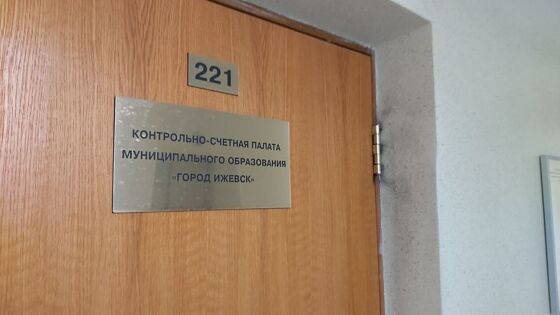 221
КОНТРОЛЬНО-СЧЕТНАЯ ПАЛАТА
МУНИЦИПАЛЬНОГО ОБРАЗОВАНИЯ
«ГОРОД ИЖЕВСК»